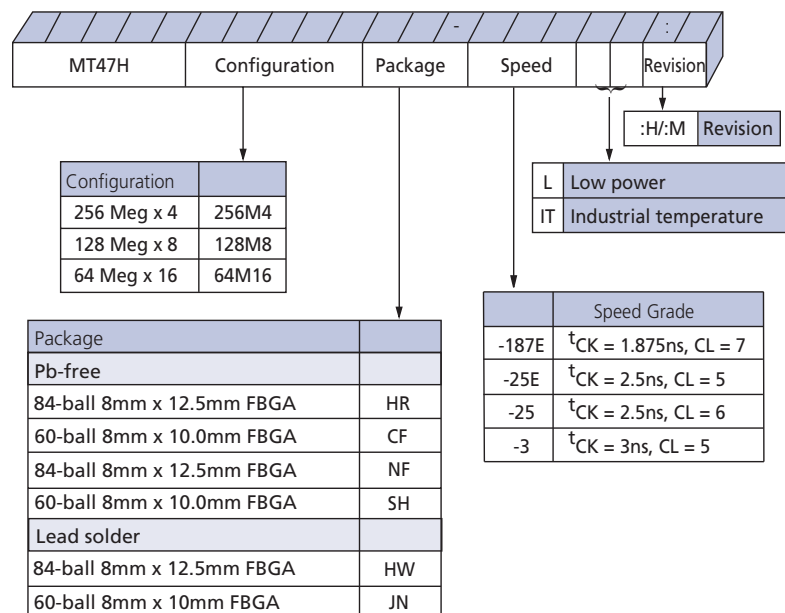 - :
MT47H Configuration Package Speed Revision
:H/:M Revision
L Low power
IT Industrial temperature
Configuration
256 Meg x 4 256M4
128 Meg x 8 128M8
64 Meg x 16 64M16
Speed Grade
-187E tCK = 1.875ns, CL = 7
-25E tCK = 2.5ns, CL = 5
-25 tCK = 2.5ns, CL = 6
-3 tCK = 3ns, CL = 5
Package
Pb-free
84-ball 8mm x 12.5mm FBGA HR
60-ball 8mm x 10.0mm FBGA CF
84-ball 8mm x 12.5mm FBGA NF
60-ball 8mm x 10.0mm FBGA SH
Lead solder
84-ball 8mm x 12.5mm FBGA HW
60-ball 8mm x 10mm FBGA JN